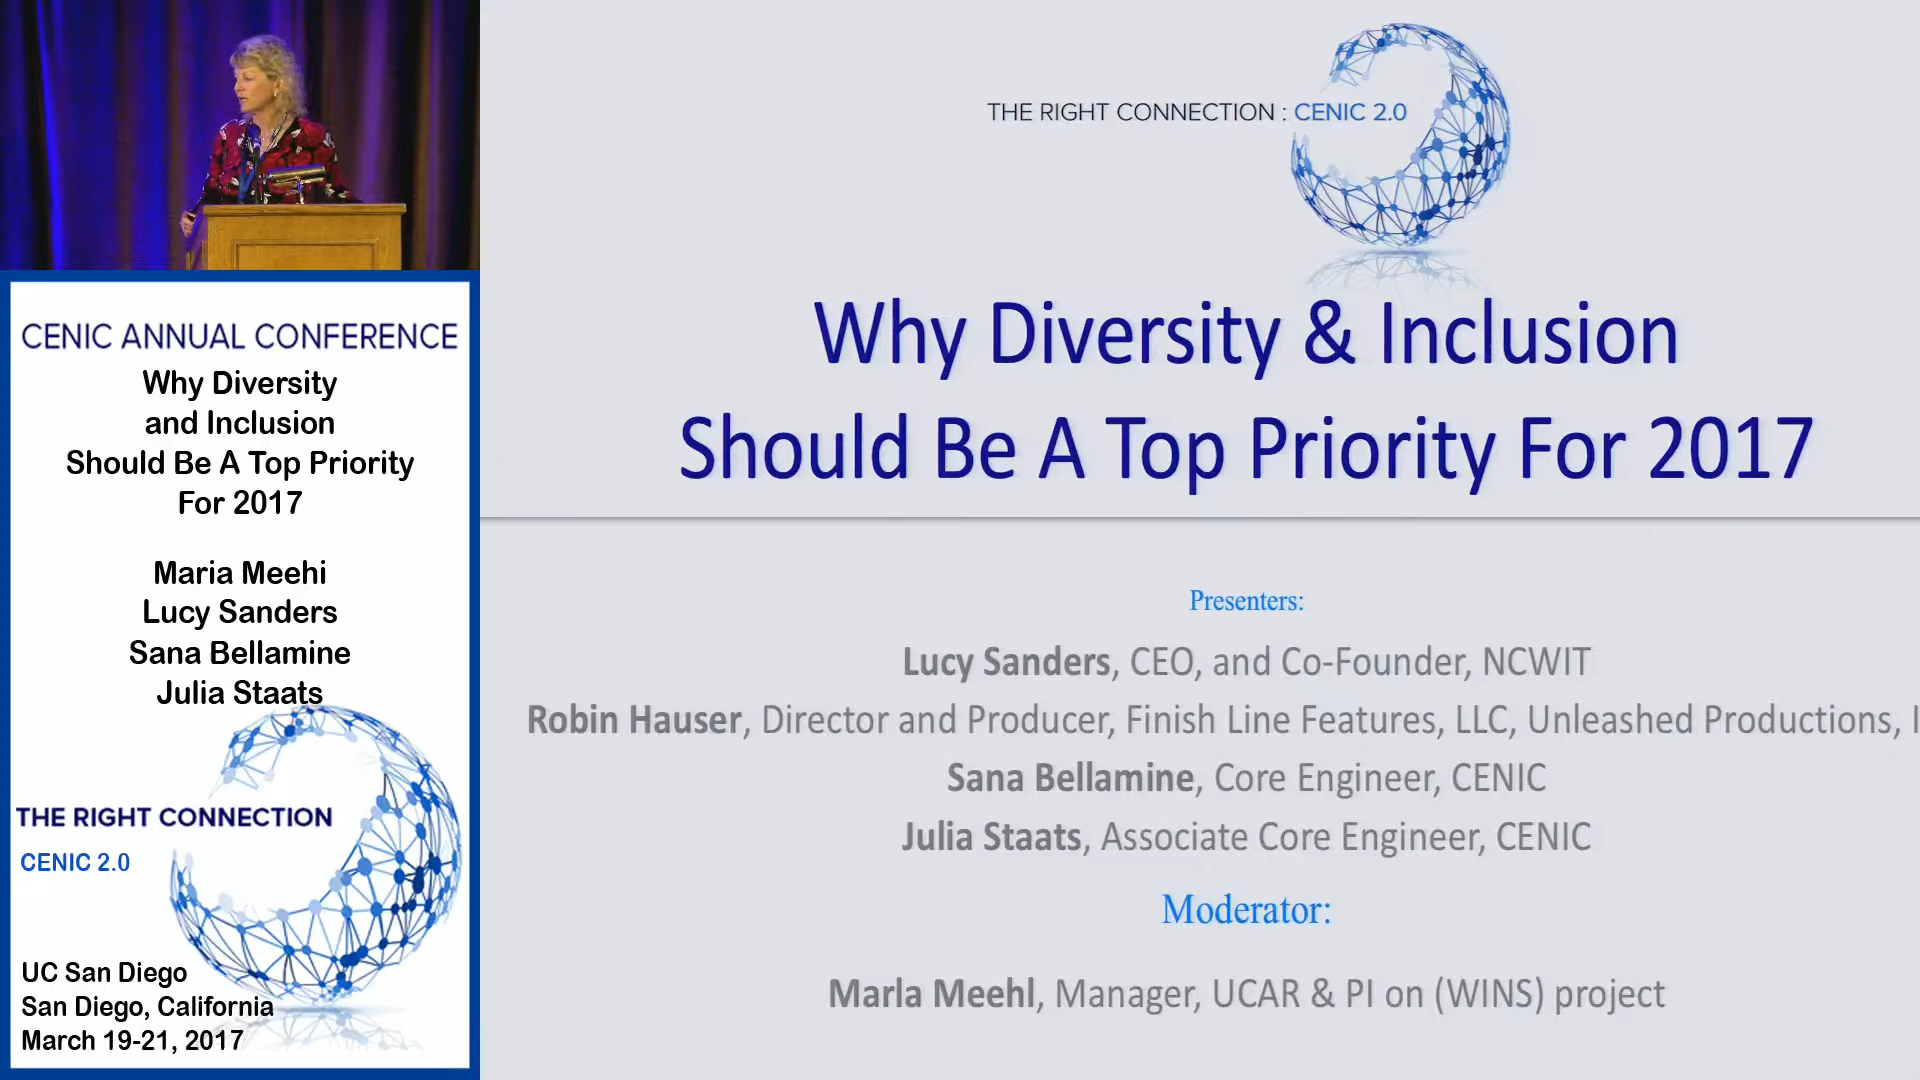 CENIC ANNUAL CONFERENCE
Why Diversity
and Inclusion
Should Be A Top Priority
For 2017
Maria Meehi
Lucy Sanders
Sana Bellamine
Julia Staats
THE RIGHT CONNECTION
CENIC 2.0
UC San Diego
San Diego, California
March 19-21, 2017
THE RIGHT CONNECTION : CENIC 2.0
Why Diversity & Inclusion
Should Be A Top Priority For 2017
Presenters:
Lucy Sanders, CEO, and Co-Founder, NCWIT
Robin Hauser, Director and Producer, Finish Line Features, LLC, Unleashed Productions,
Sana Bellamine, Core Engineer, CENIC
Julia Staats, Associate Core Engineer, CENIC
Moderator:
Marla Meehl, Manager, UCAR & PI on (WINS) project